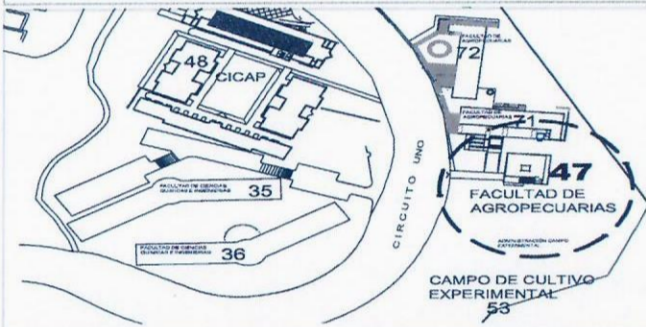 48
CICAP
FACULTAD DE CIENCIAS
QUIMICAS E INGENIERIAS
35
FACULTAD DE CIENCIAS
QUIMICAS E INGENIERIAS
36
CIRCUITO UNO
FACULTAD DE
AGROPECUARIAS
72
FACULTAD DE
AGROPECUARIAS
71
47
FACULTAD DE
AGROPECUARIAS
ADMINISTRACIÓN CAMPO
EXPERIMENTAL
CAMPO DE CULTIVO
EXPERIMENTAL
53